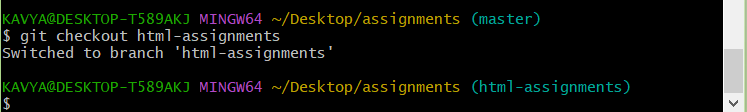 KAVYA@DESKTOP-T589AKJ MINGW64 ~/Desktop/assignments (master)
$ git checkout html-assignments
Switched to branch 'html-assignments'
KAVYA@DESKTOP-T589AKJ MINGW64 ~/Desktop/assignments (html-assignments)
$